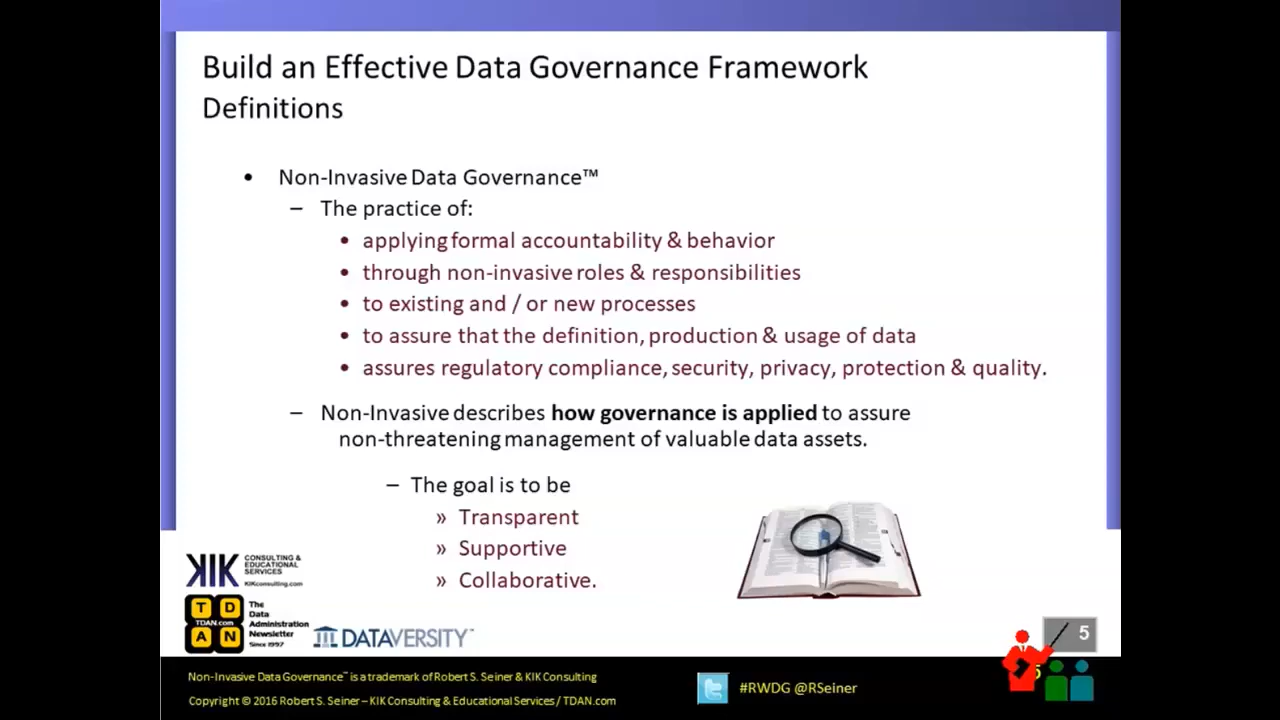 Build an Effective Data Governance Framework
Definitions
• Non-Invasive Data Governance™
– The practice of:
• applying formal accountability & behavior
• through non-invasive roles & responsibilities
• to existing and / or new processes
• to assure that the definition, production & usage of data
• assures regulatory compliance, security, privacy, protection & quality.
– Non-Invasive describes how governance is applied to assure
non-threatening management of valuable data assets.
– The goal is to be
» Transparent
» Supportive
» Collaborative.
KIK
CONSULTING &
EDUCATIONAL
SERVICES
KIKconsulting.com
T D
TDAN.com
A N
The
Data
Administration
Newsletter
Since 1997
DATAVERSITY™
5
Non-Invasive Data Governance™ is a trademark of Robert S. Seiner & KIK Consulting
Copyright © 2016 Robert S. Seiner – KIK Consulting & Educational Services / TDAN.com
#RWDG @RSeiner